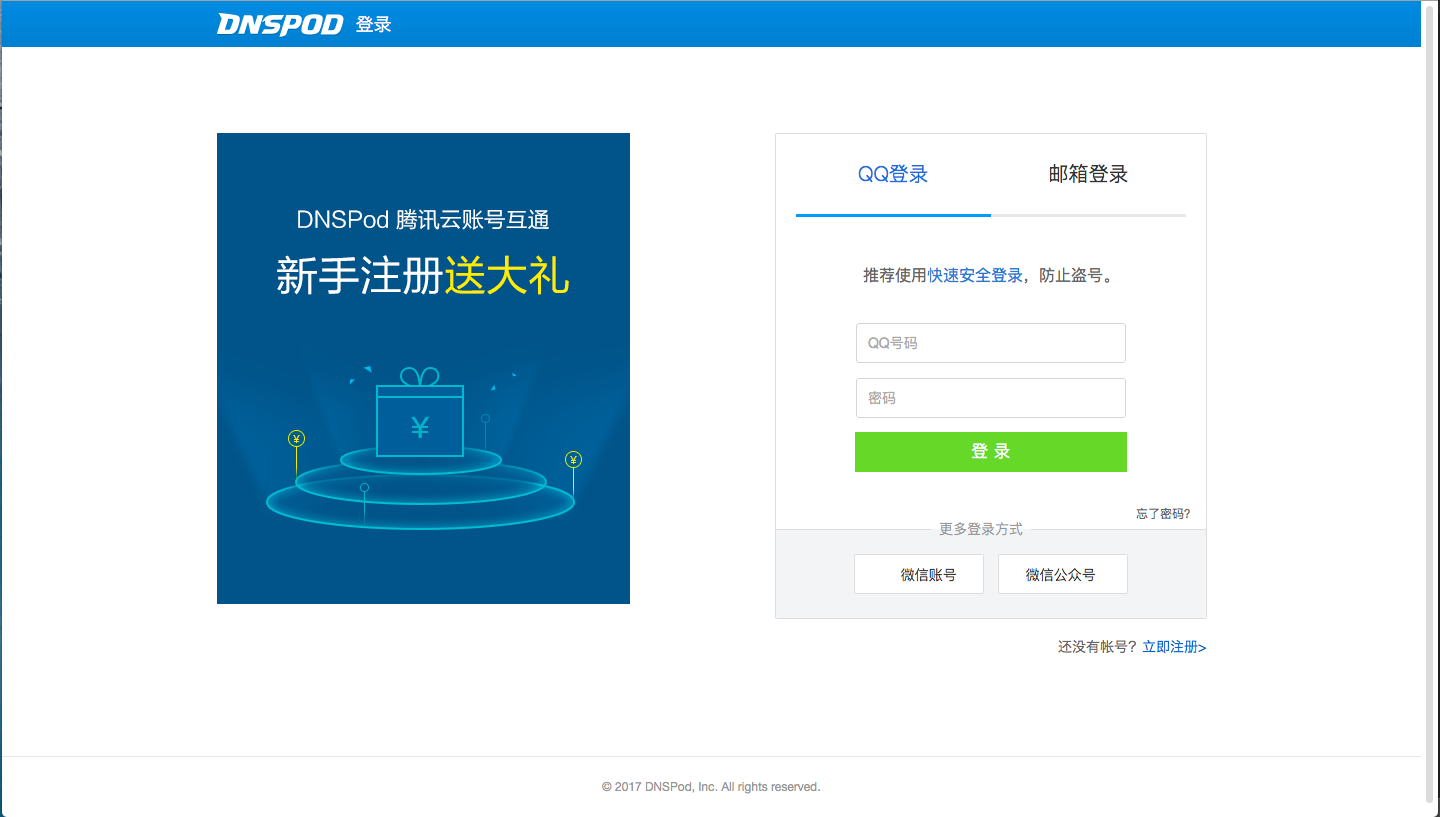 DNSPOD 登录
DNSPod 腾讯云账号互通
新手注册送大礼
¥
¥
¥
QQ登录
邮箱登录
推荐使用快速安全登录，防止盗号。
QQ号码
密码
登 录
忘了密码?
更多登录方式
微信账号
微信公众号
还没有帐号? 立即注册>
© 2017 DNSPod, Inc. All rights reserved.